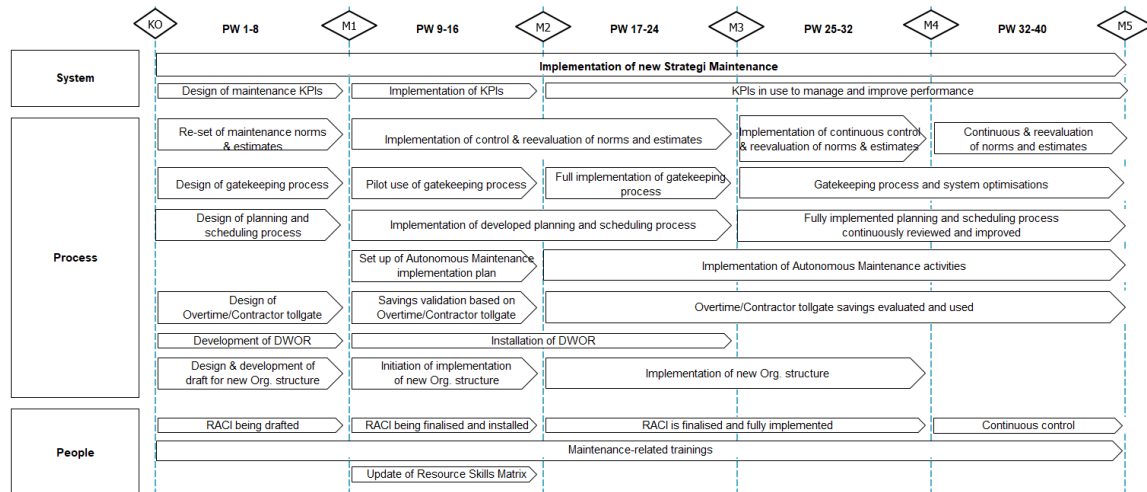 KO
PW 1-8
M1
PW 9-16
M2
PW 17-24
M3
PW 25-32
M4
PW 32-40
M5
System
Implementation of new Strategi Maintenance
Design of maintenance KPIs
Implementation of KPIs
KPIs in use to manage and improve performance
Process
Re-set of maintenance norms
& estimates
Implementation of control & reevaluation of norms and estimates
Implementation of continuous control
& reevaluation of norms & estimates
Continuous & reevaluation
of norms and estimates
Design of gatekeeping process
Pilot use of gatekeeping process
Full implementation of gatekeeping
process
Gatekeeping process and system optimisations
Design of planning and
scheduling process
Implementation of developed planning and scheduling process
Fully implemented planning and scheduling process
continuously reviewed and improved
Set up of Autonomous Maintenance
implementation plan
Implementation of Autonomous Maintenance activities
Design of
Overtime/Contractor tollgate
Savings validation based on
Overtime/Contractor tollgate
Overtime/Contractor tollgate savings evaluated and used
Development of DWOR
Installation of DWOR
Design & development of
draft for new Org. structure
Initiation of implementation
of new Org. structure
Implementation of new Org. structure
People
RACI being drafted
RACI being finalised and installed
RACI is finalised and fully implemented
Continuous control
Maintenance-related trainings
Update of Resource Skills Matrix